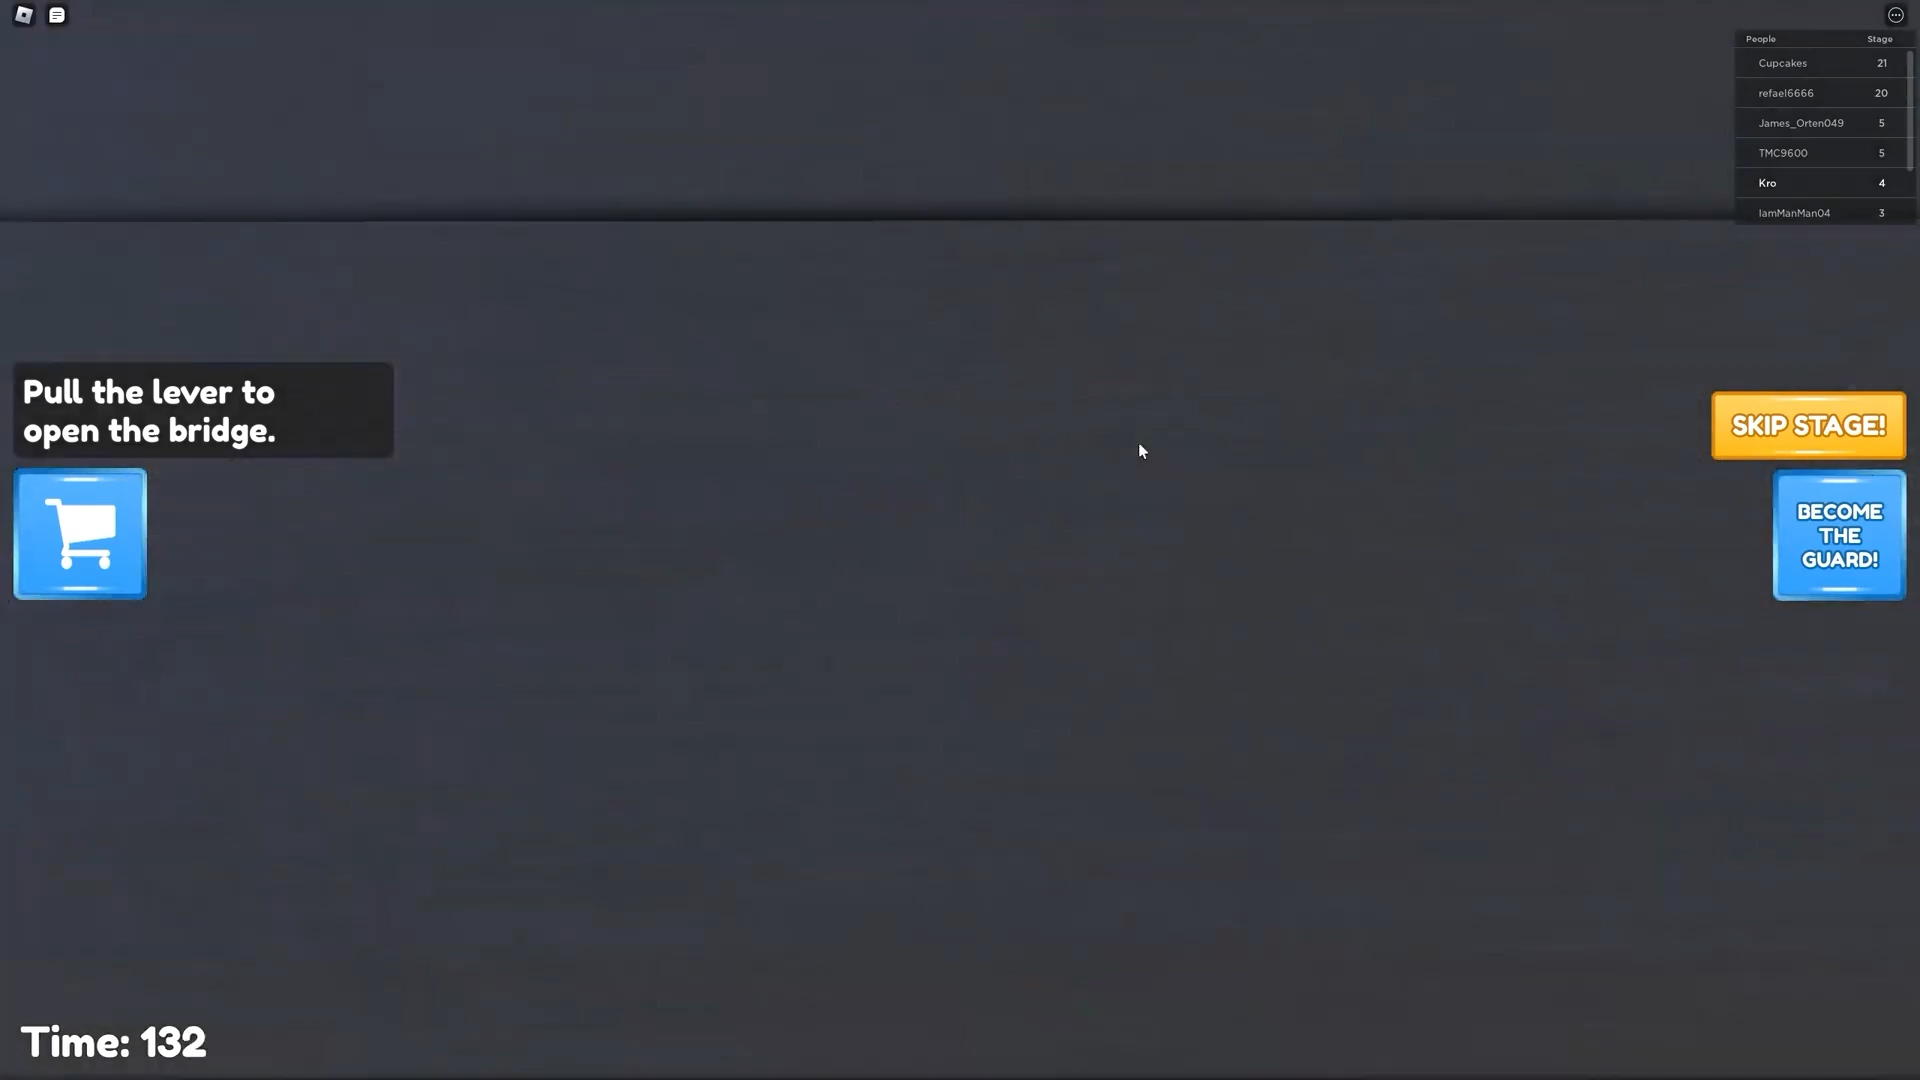 People Stage
Cupcakes 21
refael6666 20
James_Orten049 5
TMC9600 5
Kro 4
IamManMan04 3
Pull the lever to
open the bridge.
SKIP STAGE!
BECOME
THE
GUARD!
Time: 132